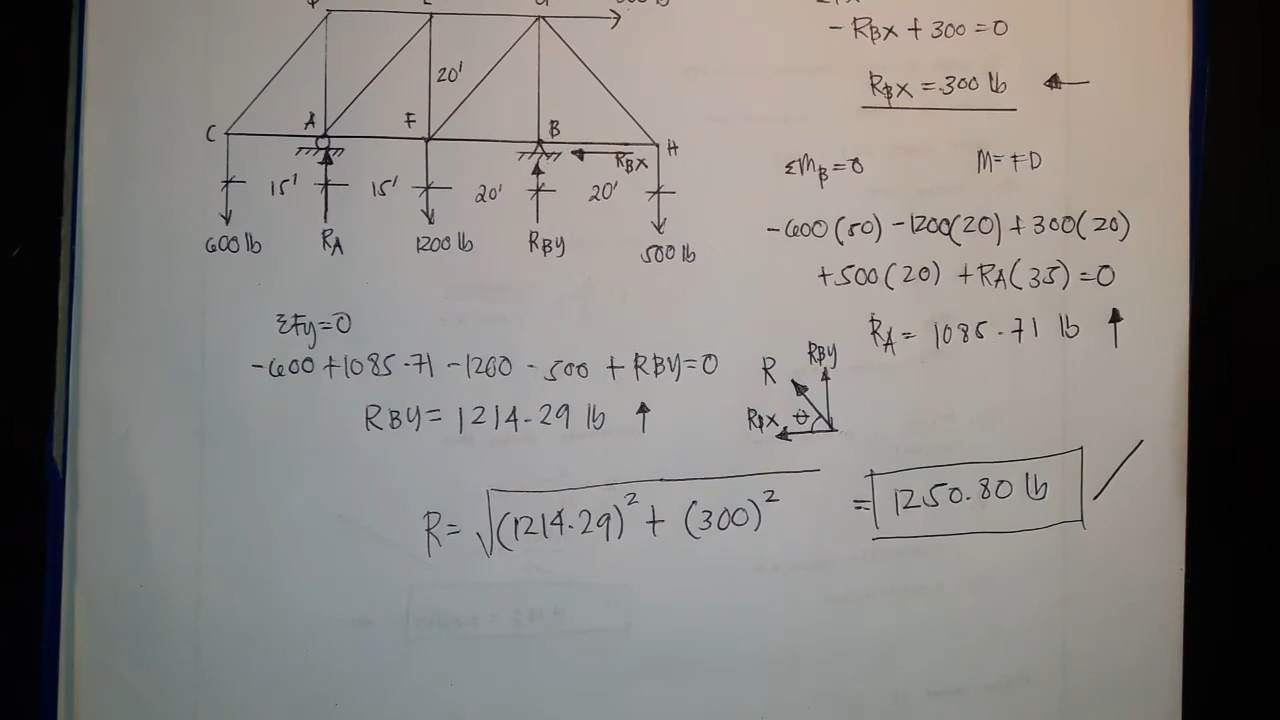 - RBX + 300 = 0
RBX = 300 lb
20'
C A F B H
RBX
15' 15' 20' 20'
600 lb RA 1200 lb RBY 500 lb
ΣMB = 0 M = FD
-600(50) - 1200(20) + 300(20)
+500(20) + RA(35) = 0
RA = 1085.71 lb ↑
ΣFy = 0
-600 + 1085.71 - 1200 - 500 + RBY = 0
RBY = 1214.29 lb ↑
RBY
R
RBX θ
R = √(1214.29)² + (300)² = 1250.80 lb